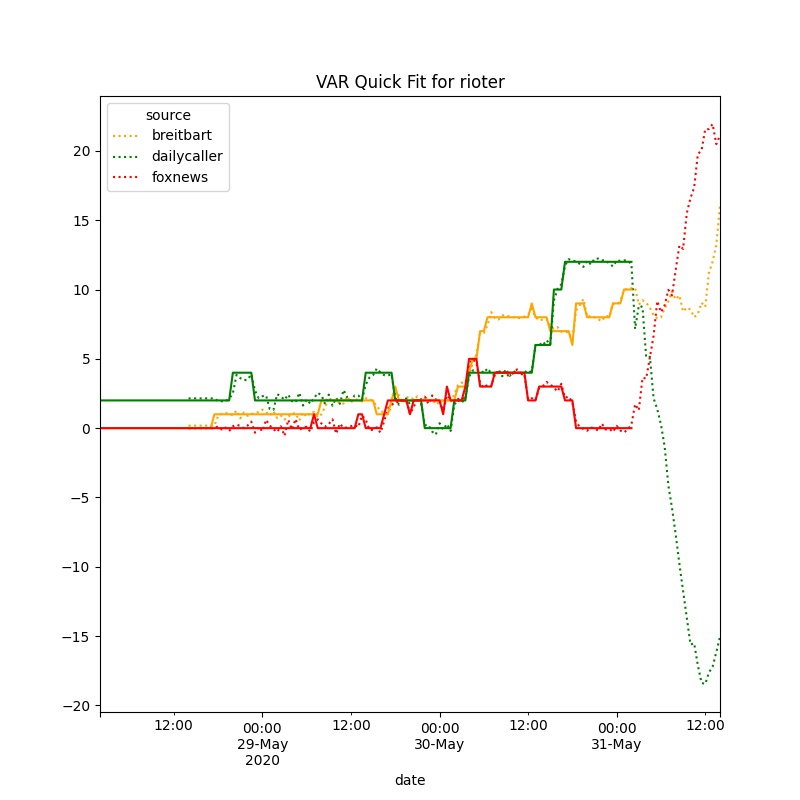 VAR Quick Fit for rioter
source
breitbart
dailycaller
foxnews
20
15
10
5
0
−5
−10
−15
−20
12:00
00:00
29-May
2020
12:00
00:00
30-May
12:00
00:00
31-May
12:00
date